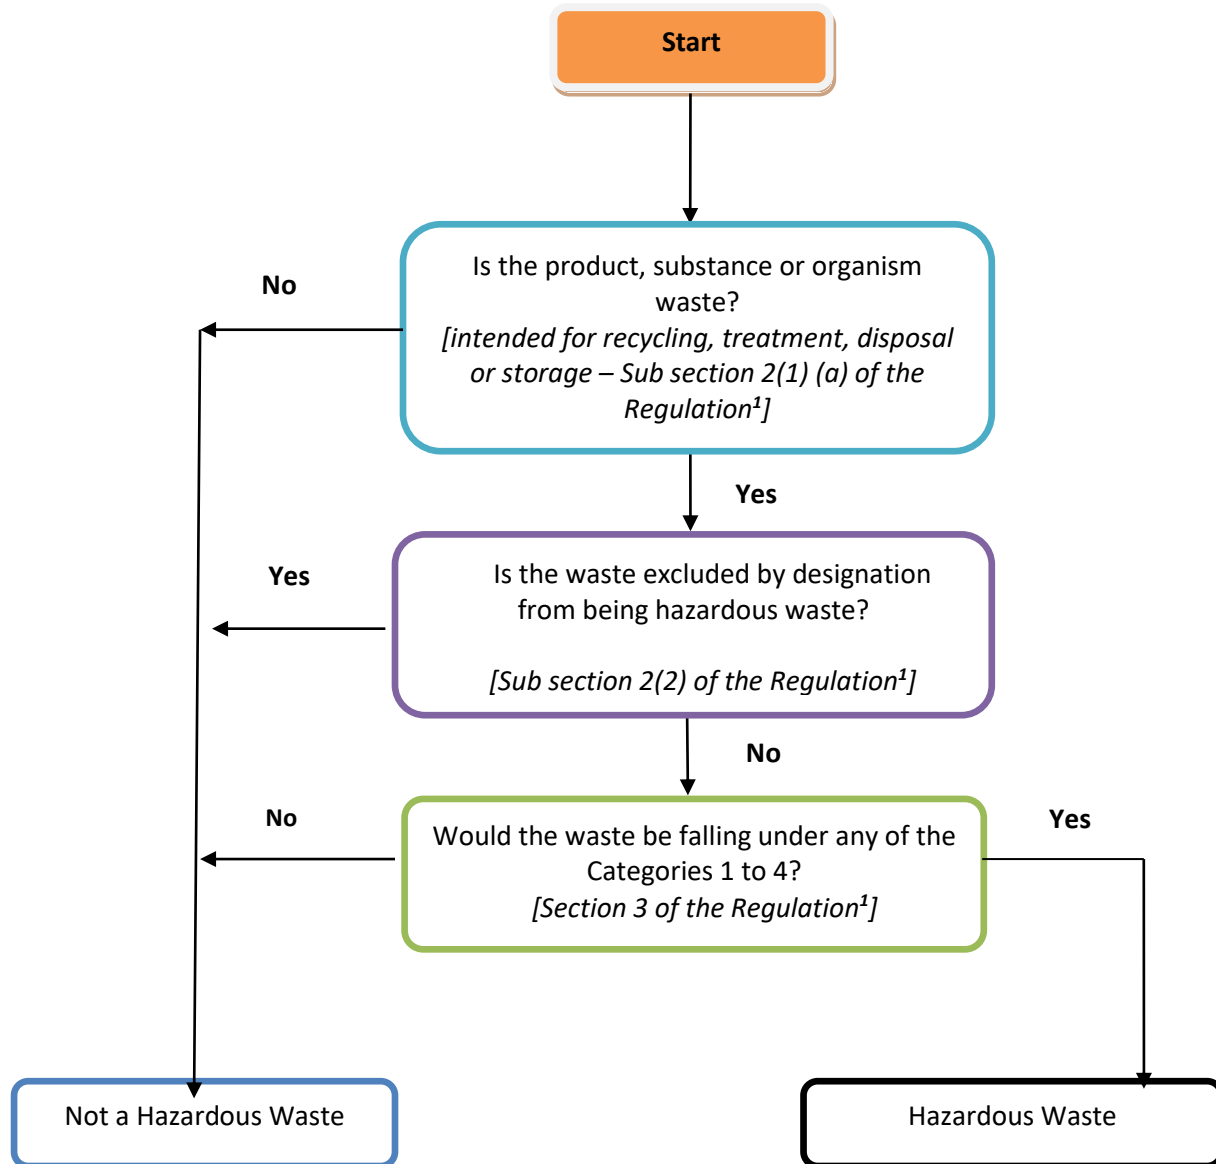 Start
Is the product, substance or organism
waste?
[intended for recycling, treatment, disposal
or storage – Sub section 2(1) (a) of the
Regulation¹]
No
Yes
Is the waste excluded by designation
from being hazardous waste?
[Sub section 2(2) of the Regulation¹]
Yes
No
Would the waste be falling under any of the
Categories 1 to 4?
[Section 3 of the Regulation¹]
No
Yes
Not a Hazardous Waste
Hazardous Waste